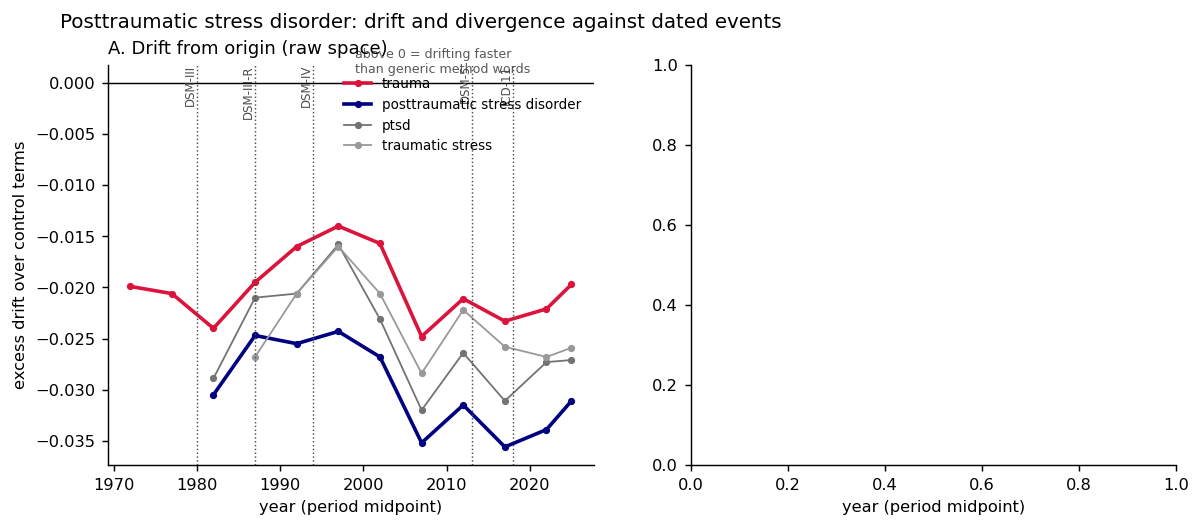 Posttraumatic stress disorder: drift and divergence against dated events
A. Drift from origin (raw space)
above 0 = drifting faster
than generic method words
trauma
posttraumatic stress disorder
ptsd
traumatic stress
DSM-III
DSM-III-R
DSM-IV
DSM-5
ICD-11
excess drift over control terms
0.000
−0.005
−0.010
−0.015
−0.020
−0.025
−0.030
−0.035
1970 1980 1990 2000 2010 2020
year (period midpoint)
1.0
0.8
0.6
0.4
0.2
0.0
0.0 0.2 0.4 0.6 0.8 1.0
year (period midpoint)